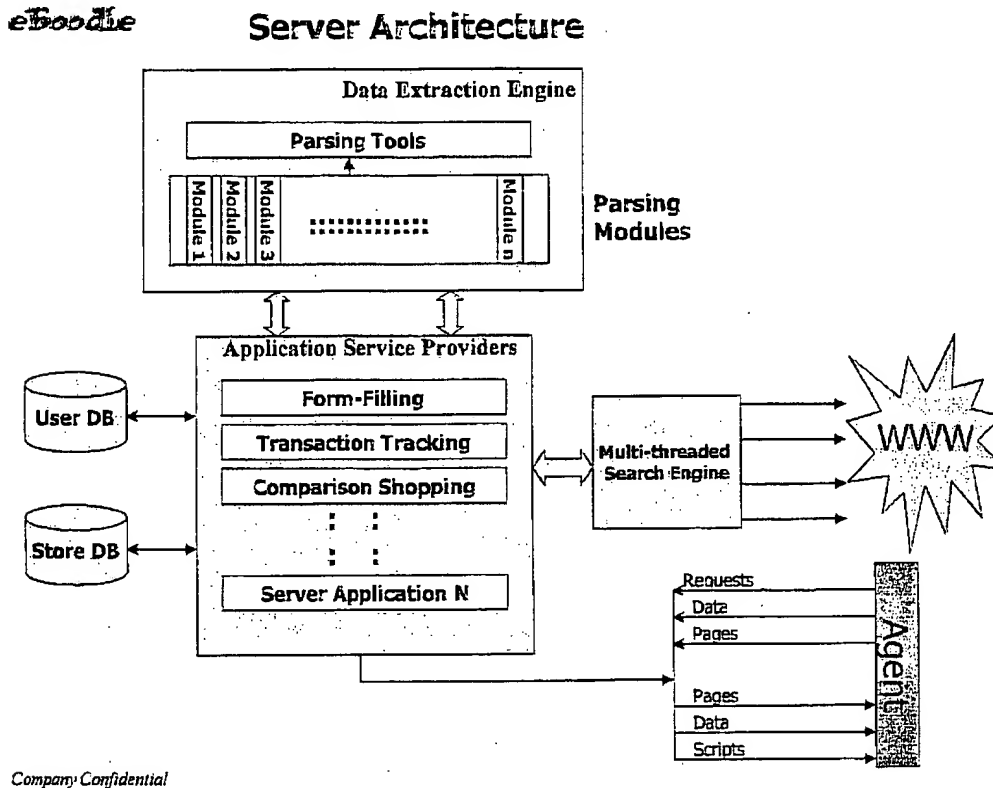 eBoodle
Server Architecture
Data Extraction Engine
Parsing Tools
Module 1
Module 2
Module 3
Module n
Parsing
Modules
Application Service Providers
Form-Filling
Transaction Tracking
Comparison Shopping
Server Application N
User DB
Store DB
Multi-threaded
Search Engine
WWW
Requests
Data
Pages
Pages
Data
Scripts
Agent
Company Confidential